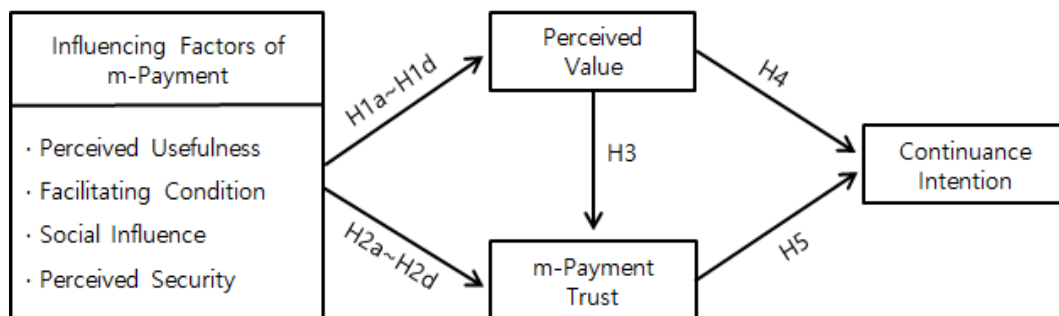 Influencing Factors of
m-Payment
· Perceived Usefulness
· Facilitating Condition
· Social Influence
· Perceived Security
H1a~H1d
H2a~H2d
Perceived
Value
H3
m-Payment
Trust
H4
H5
Continuance
Intention